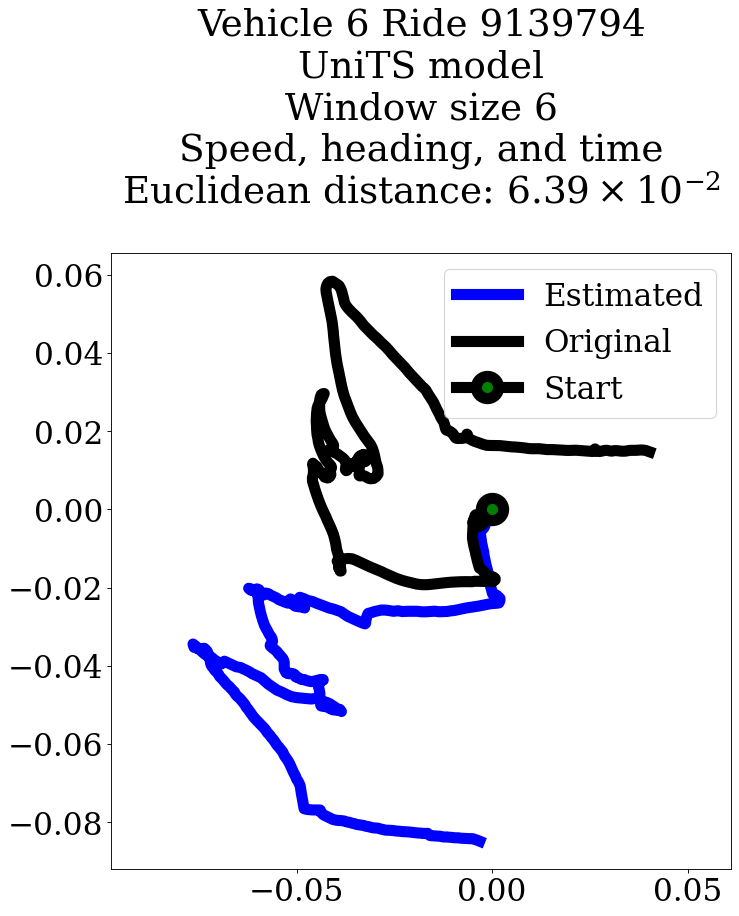 Vehicle 6 Ride 9139794
UniTS model
Window size 6
Speed, heading, and time
Euclidean distance: 6.39 × 10⁻²
Estimated
Original
Start
0.06
0.04
0.02
0.00
−0.02
−0.04
−0.06
−0.08
−0.05 0.00 0.05